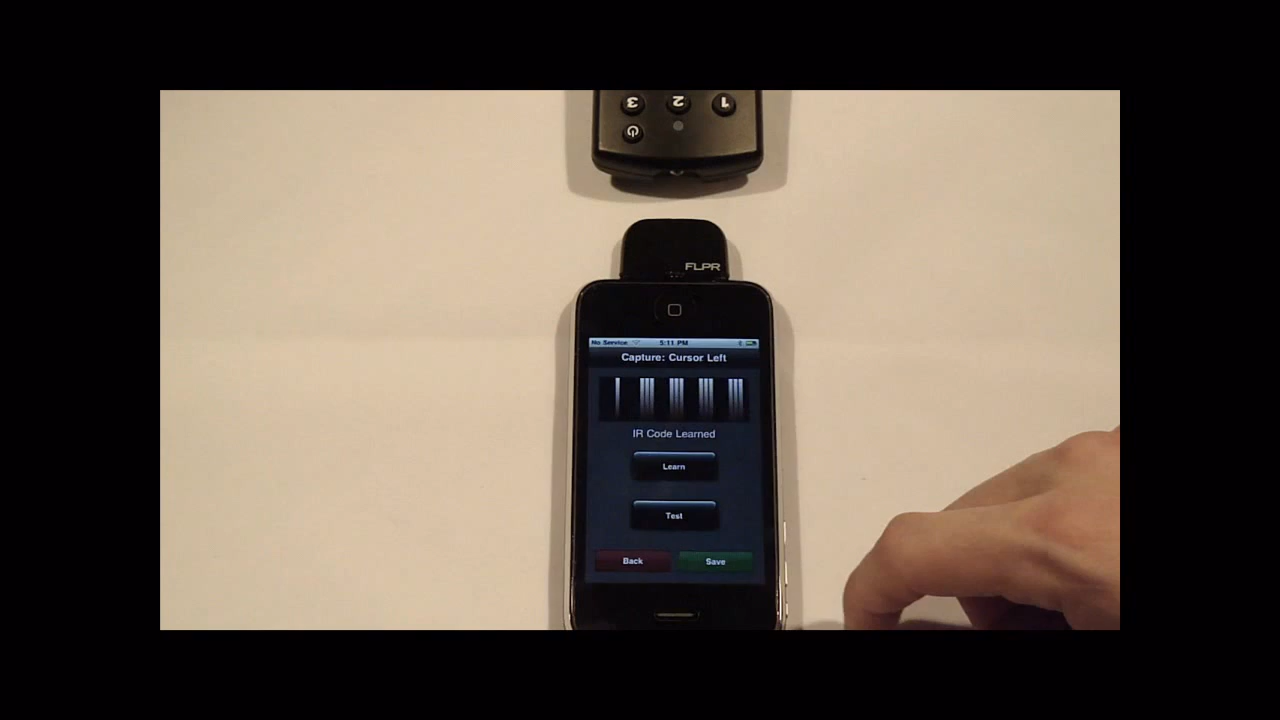 3 2 1
FLPR
No Service 5:11 PM
Capture: Cursor Left
IR Code Learned
Learn
Test
Back Save